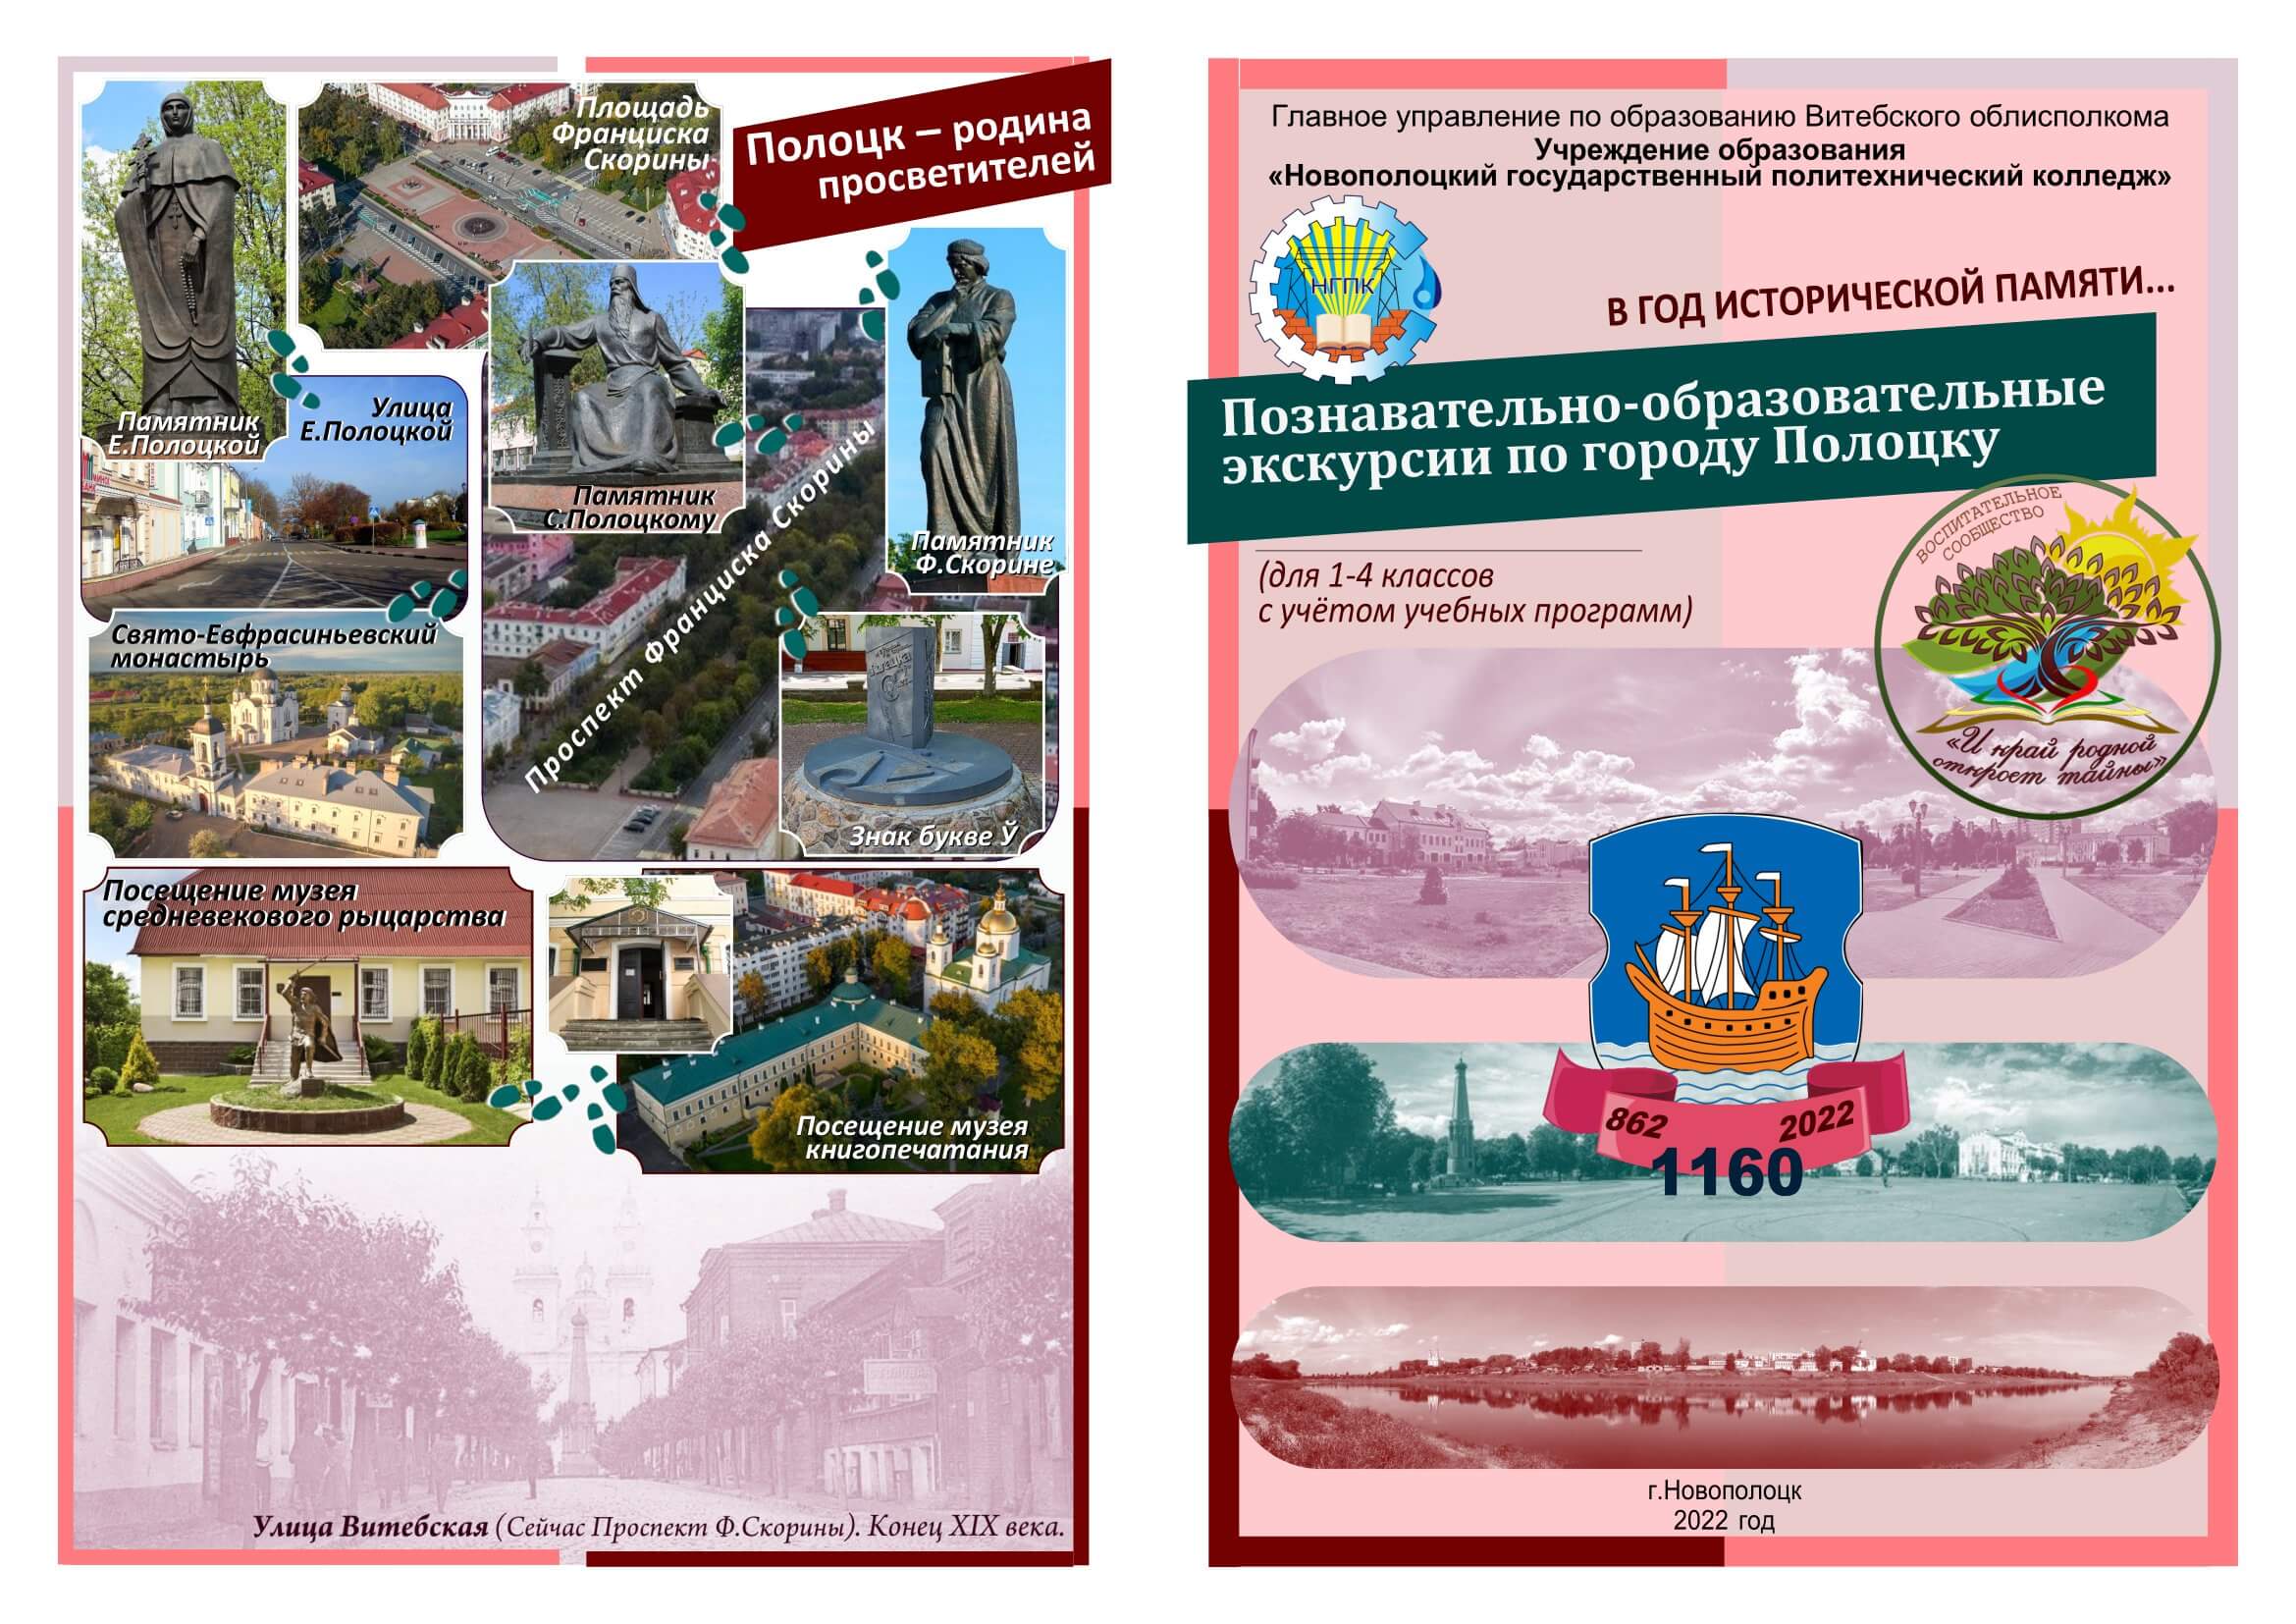 Площадь
Франциска
Скорины
Полоцк – родина
просветителей
Памятник
Е.Полоцкой
Улица
Е.Полоцкой
Памятник
С.Полоцкому
Проспект Франциска Скорины
Памятник
Ф.Скорине
Свято-Евфрасиньевский
монастырь
Знак букве Ў
Посещение музея
средневекового рыцарства
Посещение музея
книгопечатания
Улица Витебская (Сейчас Проспект Ф.Скорины). Конец XIX века.
Главное управление по образованию Витебского облисполкома
Учреждение образования
«Новополоцкий государственный политехнический колледж»
НГПК
В ГОД ИСТОРИЧЕСКОЙ ПАМЯТИ...
Познавательно-образовательные
экскурсии по городу Полоцку
(для 1-4 классов
с учётом учебных программ)
ВОСПИТАТЕЛЬНОЕ
СООБЩЕСТВО
«И край родной
откроет тайны»
862 2022
1160
г.Новополоцк
2022 год